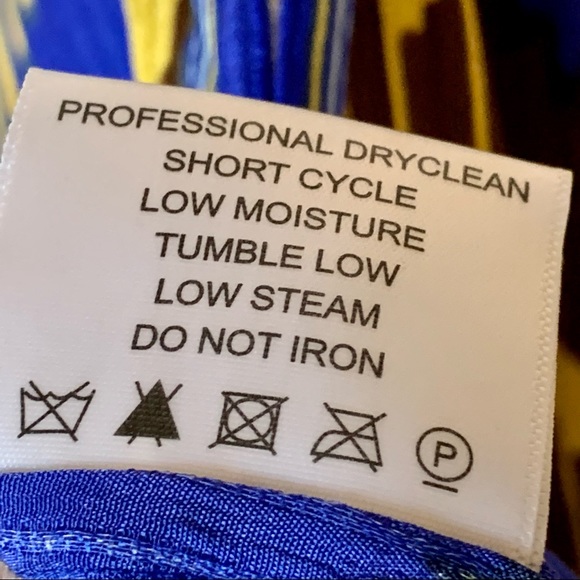 PROFESSIONAL DRYCLEAN
SHORT CYCLE
LOW MOISTURE
TUMBLE LOW
LOW STEAM
DO NOT IRON
P